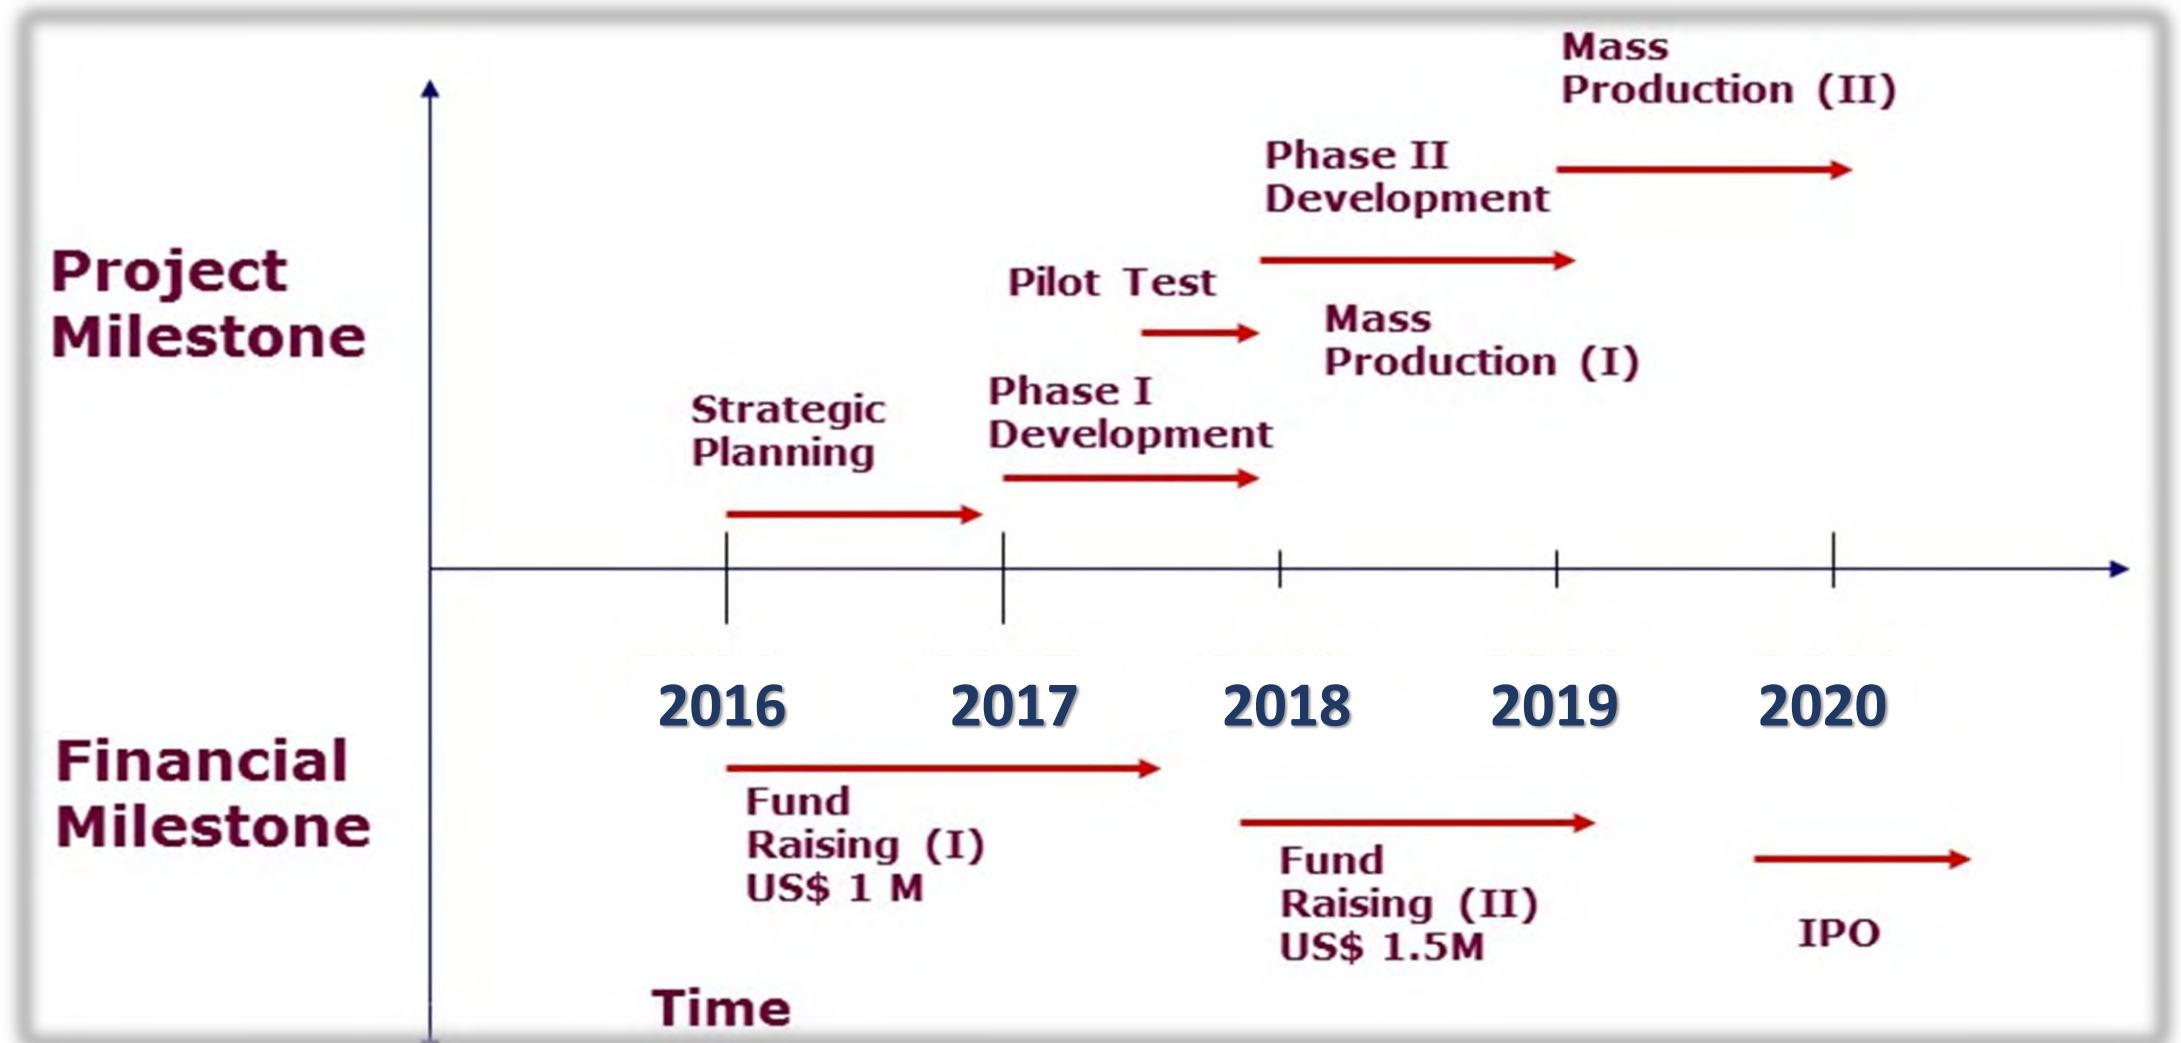 Mass
Production (II)
Phase II
Development
Project
Milestone
Pilot Test
Mass
Production (I)
Phase I
Development
Strategic
Planning
2016 2017 2018 2019 2020
Financial
Milestone
Fund
Raising (I)
US$ 1 M
Fund
Raising (II)
US$ 1.5M
IPO
Time